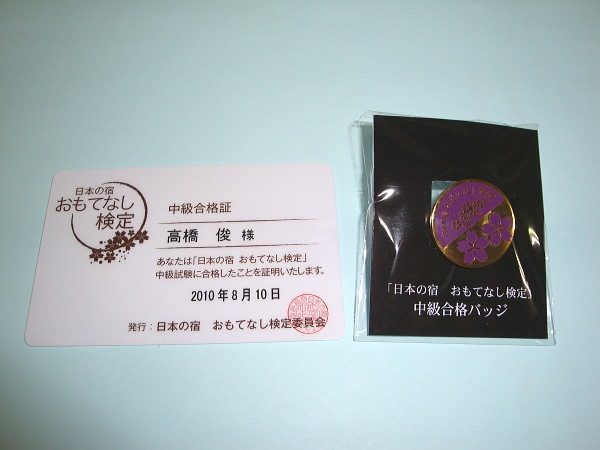 日本の宿
おもてなし
検定
中級合格証
高橋 俊 様
あなたは「日本の宿 おもてなし検定」
中級試験に合格したことを証明いたします。
2010年8月10日
発行：日本の宿 おもてなし検定委員会
「日本の宿 おもてなし検定」
中級合格バッジ